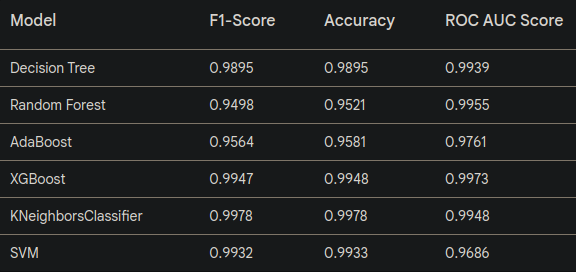 Model F1-Score Accuracy ROC AUC Score
Decision Tree 0.9895 0.9895 0.9939
Random Forest 0.9498 0.9521 0.9955
AdaBoost 0.9564 0.9581 0.9761
XGBoost 0.9947 0.9948 0.9973
KNeighborsClassifier 0.9978 0.9978 0.9948
SVM 0.9932 0.9933 0.9686